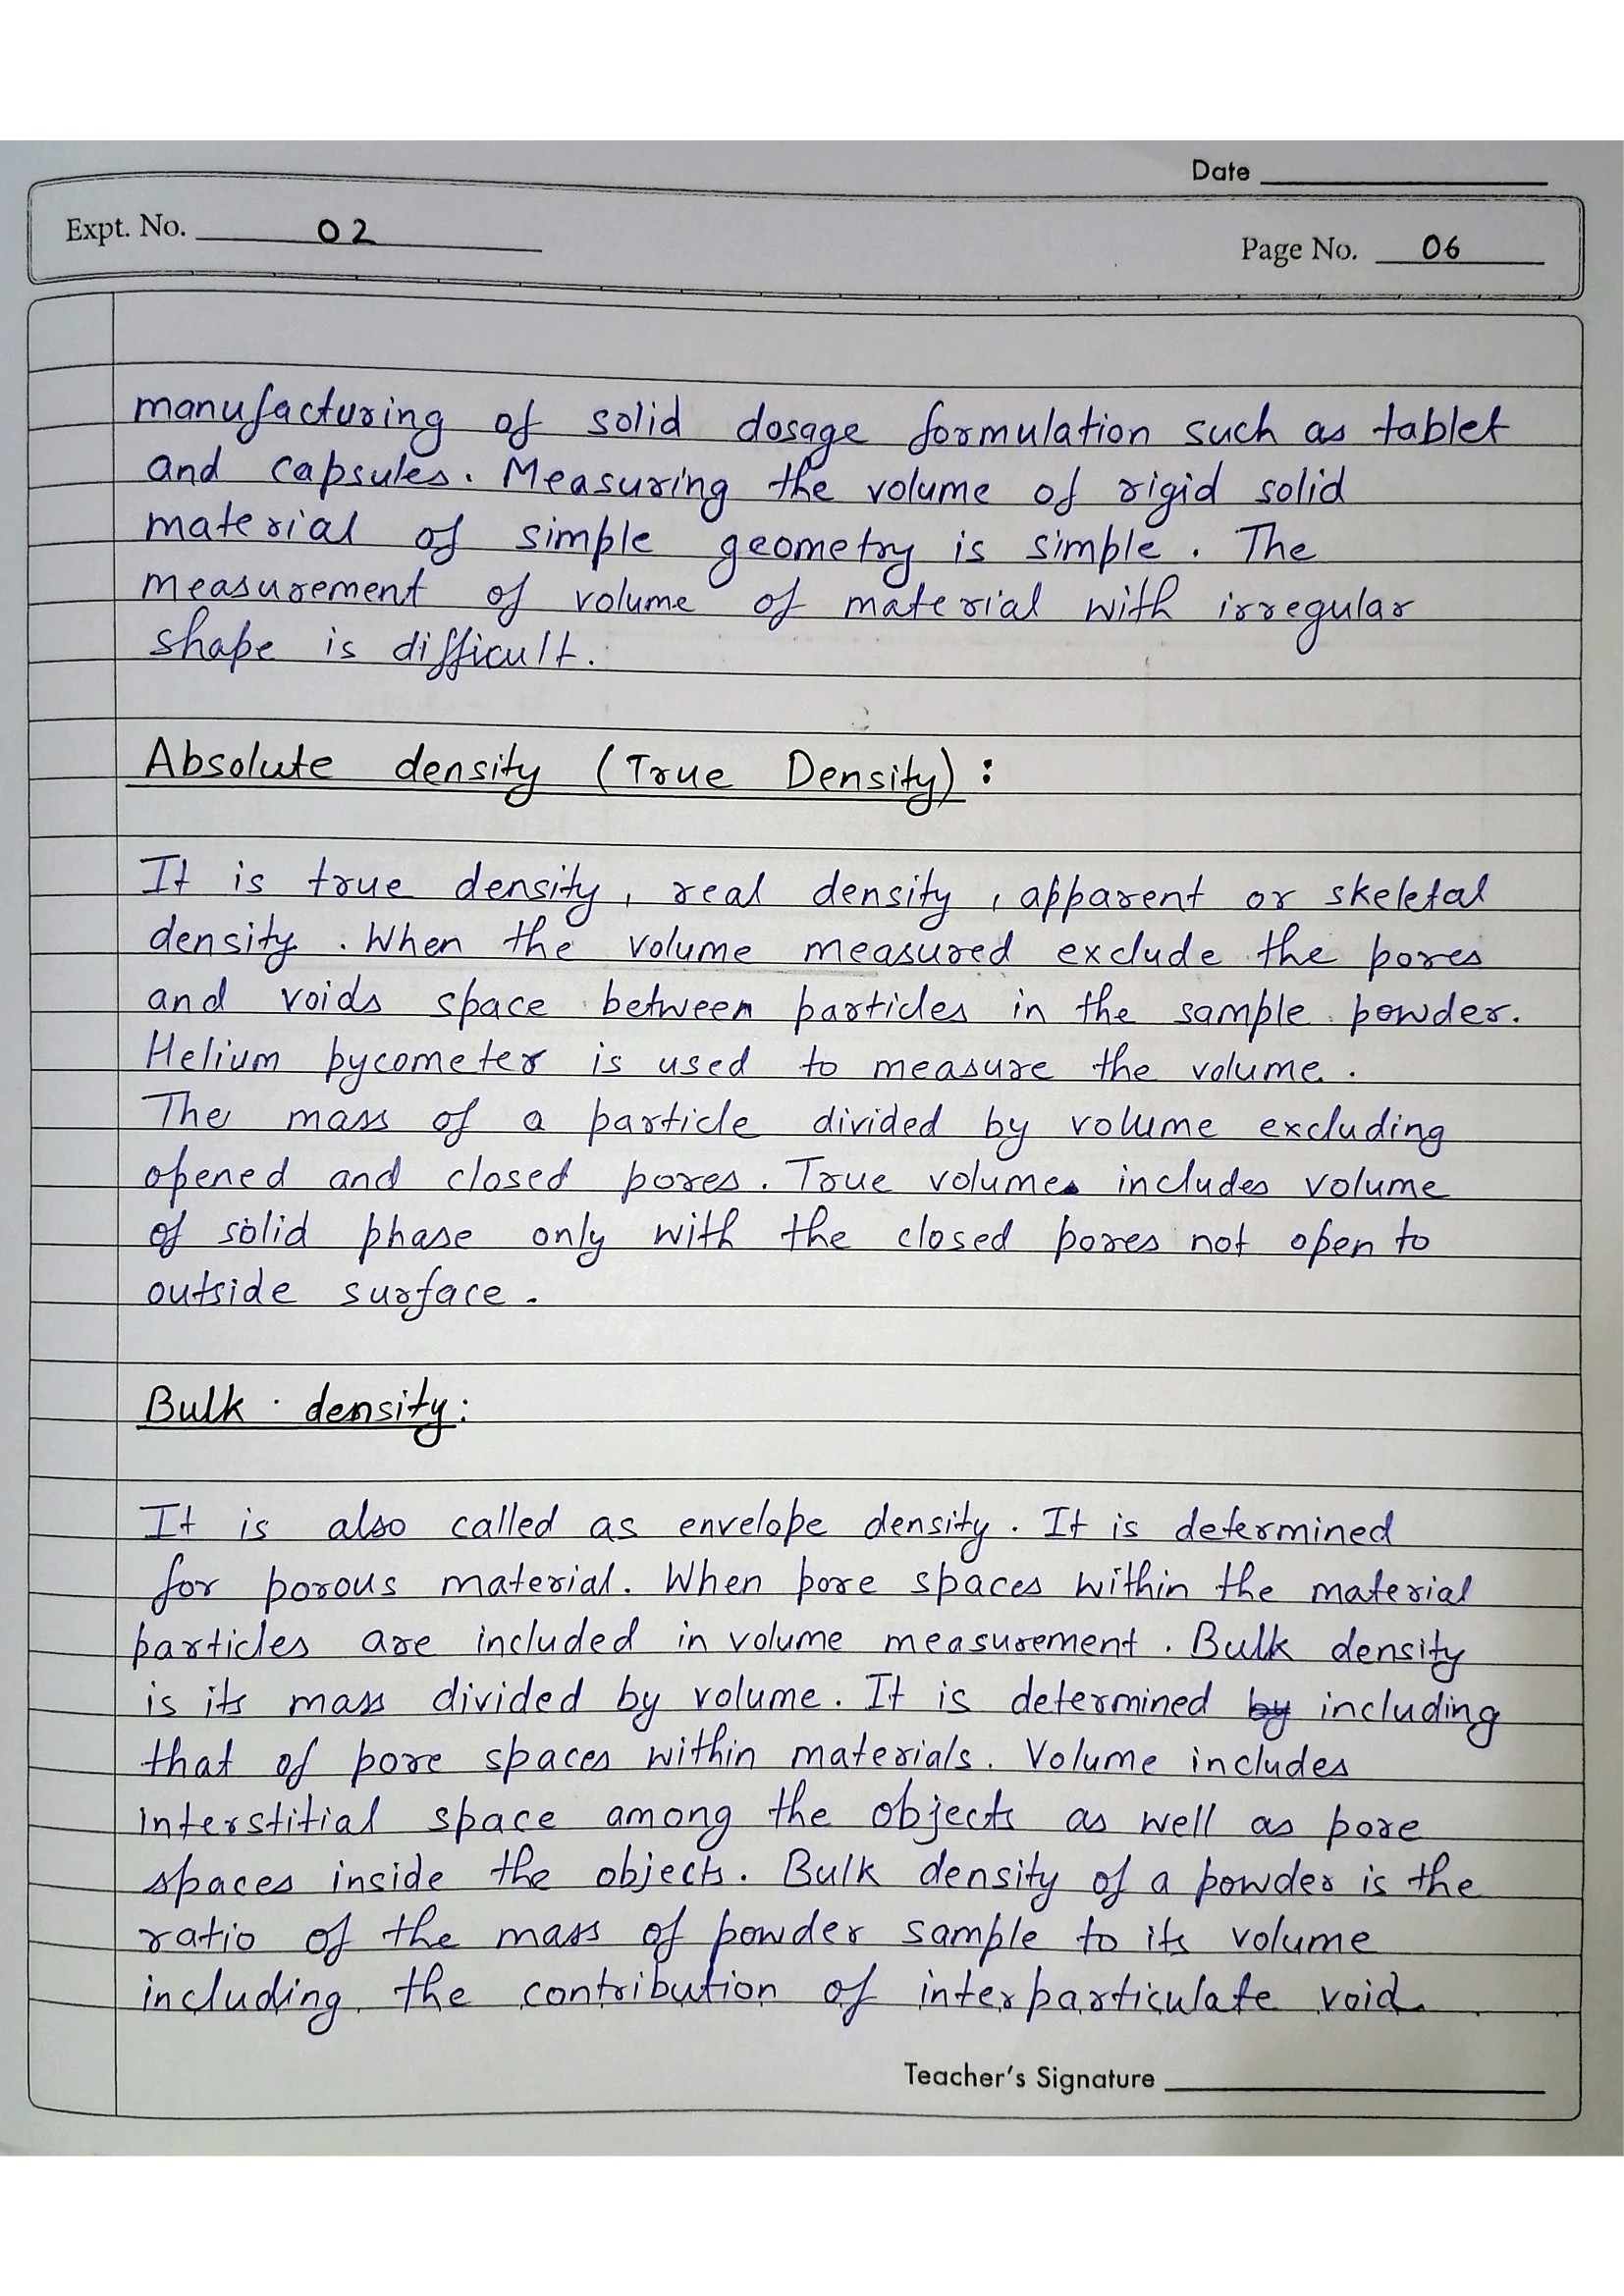 Date
Expt. No. 02
Page No. 06
manufacturing of solid dosage formulation such as tablet
and capsules. Measuring the volume of rigid solid
material of simple geometry is simple. The
measurement of volume of material with irregular
shape is difficult.
Absolute density (True Density):
It is true density, real density, apparent or skeletal
density. When the volume measured exclude the pores
and voids space between particles in the sample powder.
Helium pycometer is used to measure the volume.
The mass of a particle divided by volume excluding
opened and closed pores. True volumes includes volume
of solid phase only with the closed pores not open to
outside surface.
Bulk density:
It is also called as envelope density. It is determined
for porous material. When pore spaces within the material
particles are included in volume measurement. Bulk density
is its mass divided by volume. It is determined by including
that of pore spaces within materials. Volume includes
interstitial space among the objects as well as pore
spaces inside the objects. Bulk density of a powder is the
ratio of the mass of powder sample to its volume
including the contribution of interparticulate void.
Teacher's Signature